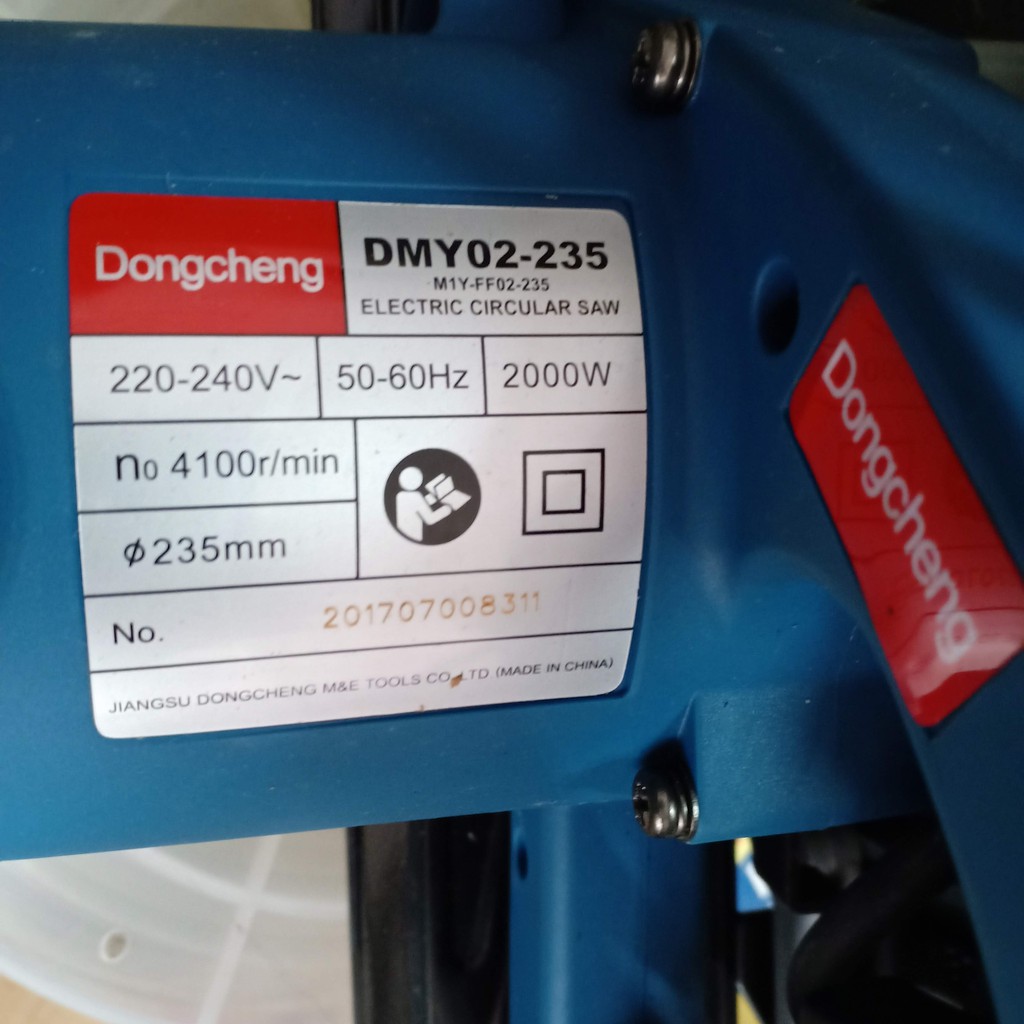 Dongcheng
DMY02-235
M1Y-FF02-235
ELECTRIC CIRCULAR SAW
220-240V~
50-60Hz
2000W
n0 4100r/min
ϕ235mm
No. 201707008311
JIANGSU DONGCHENG M&E TOOLS CO.,LTD (MADE IN CHINA)
Dongcheng